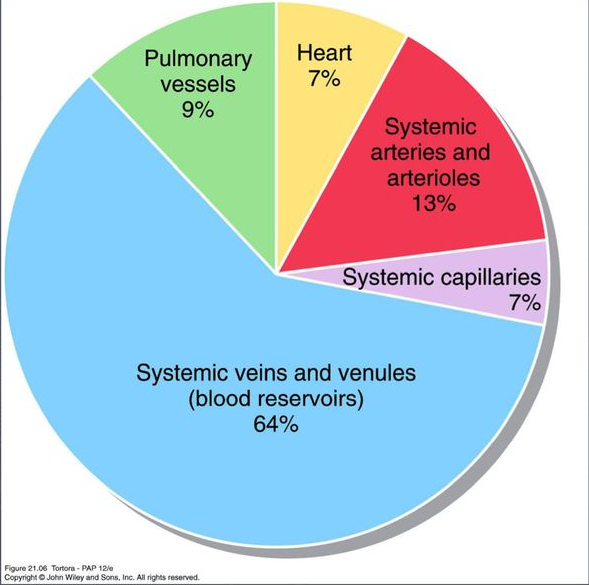 Pulmonary
vessels
9%
Heart
7%
Systemic
arteries and
arterioles
13%
Systemic capillaries
7%
Systemic veins and venules
(blood reservoirs)
64%
Figure 21.06 Tortora - PAP 12/e
Copyright © John Wiley and Sons, Inc. All rights reserved.